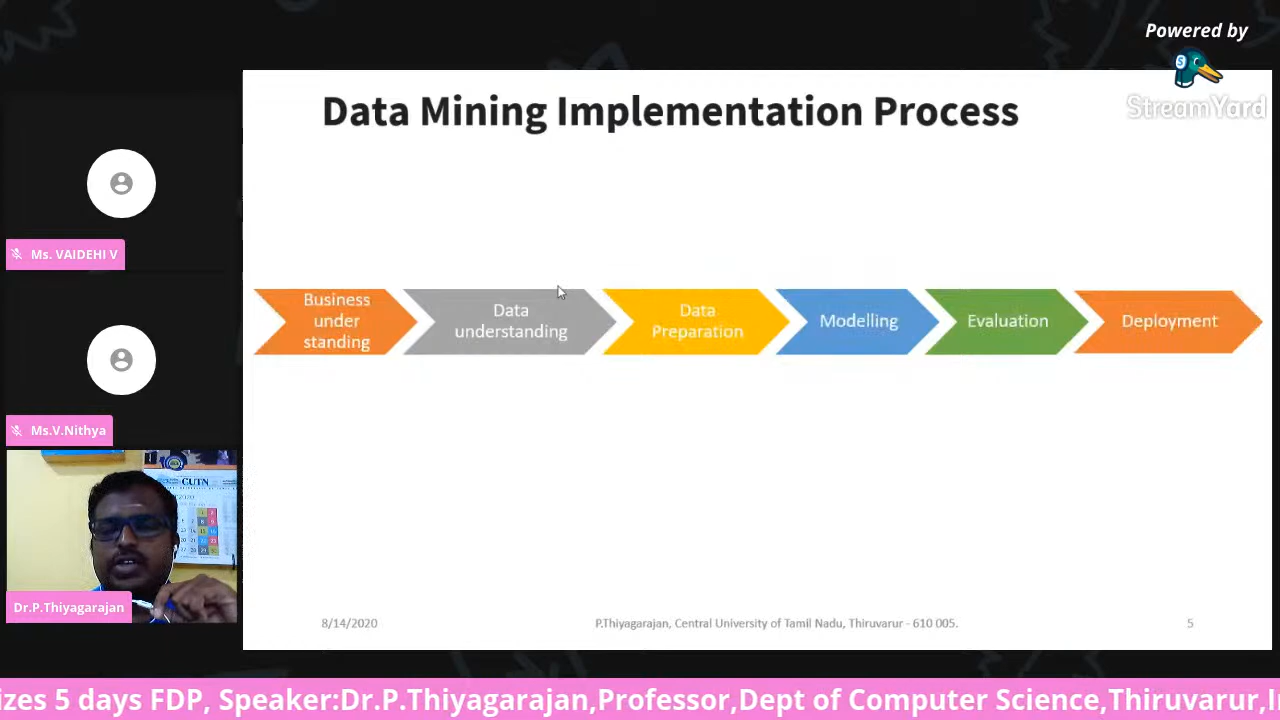 Powered by
StreamYard
Data Mining Implementation Process
Business
under
standing
Data
understanding
Data
Preparation
Modelling
Evaluation
Deployment
8/14/2020
P.Thiyagarajan, Central University of Tamil Nadu, Thiruvarur - 610 005.
5
Ms. VAIDEHI V
Ms.V.Nithya
CUTN
Dr.P.Thiyagarajan
izes 5 days FDP, Speaker:Dr.P.Thiyagarajan,Professor,Dept of Computer Science,Thiruvarur,I